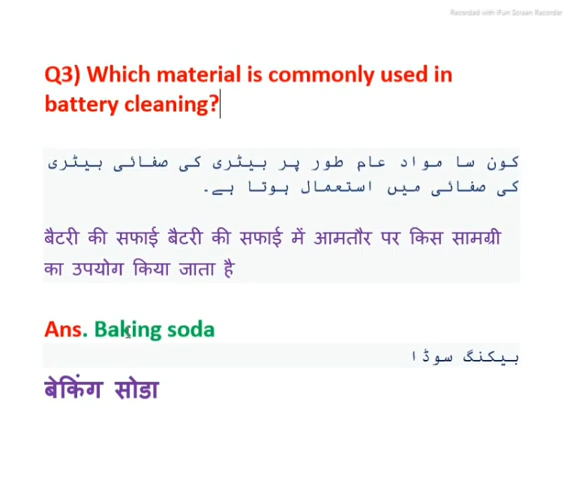 Recorded with iFun Screen Recorder
Q3) Which material is commonly used in
battery cleaning?
کون سا مواد عام طور پر بیٹری کی صفائی بیٹری
کی صفائی میں استعمال ہوتا ہے۔
बैटरी की सफाई बैटरी की सफाई में आमतौर पर किस सामग्री
का उपयोग किया जाता है
Ans. Baking soda
بیکنگ سوڈا
बेकिंग सोडा